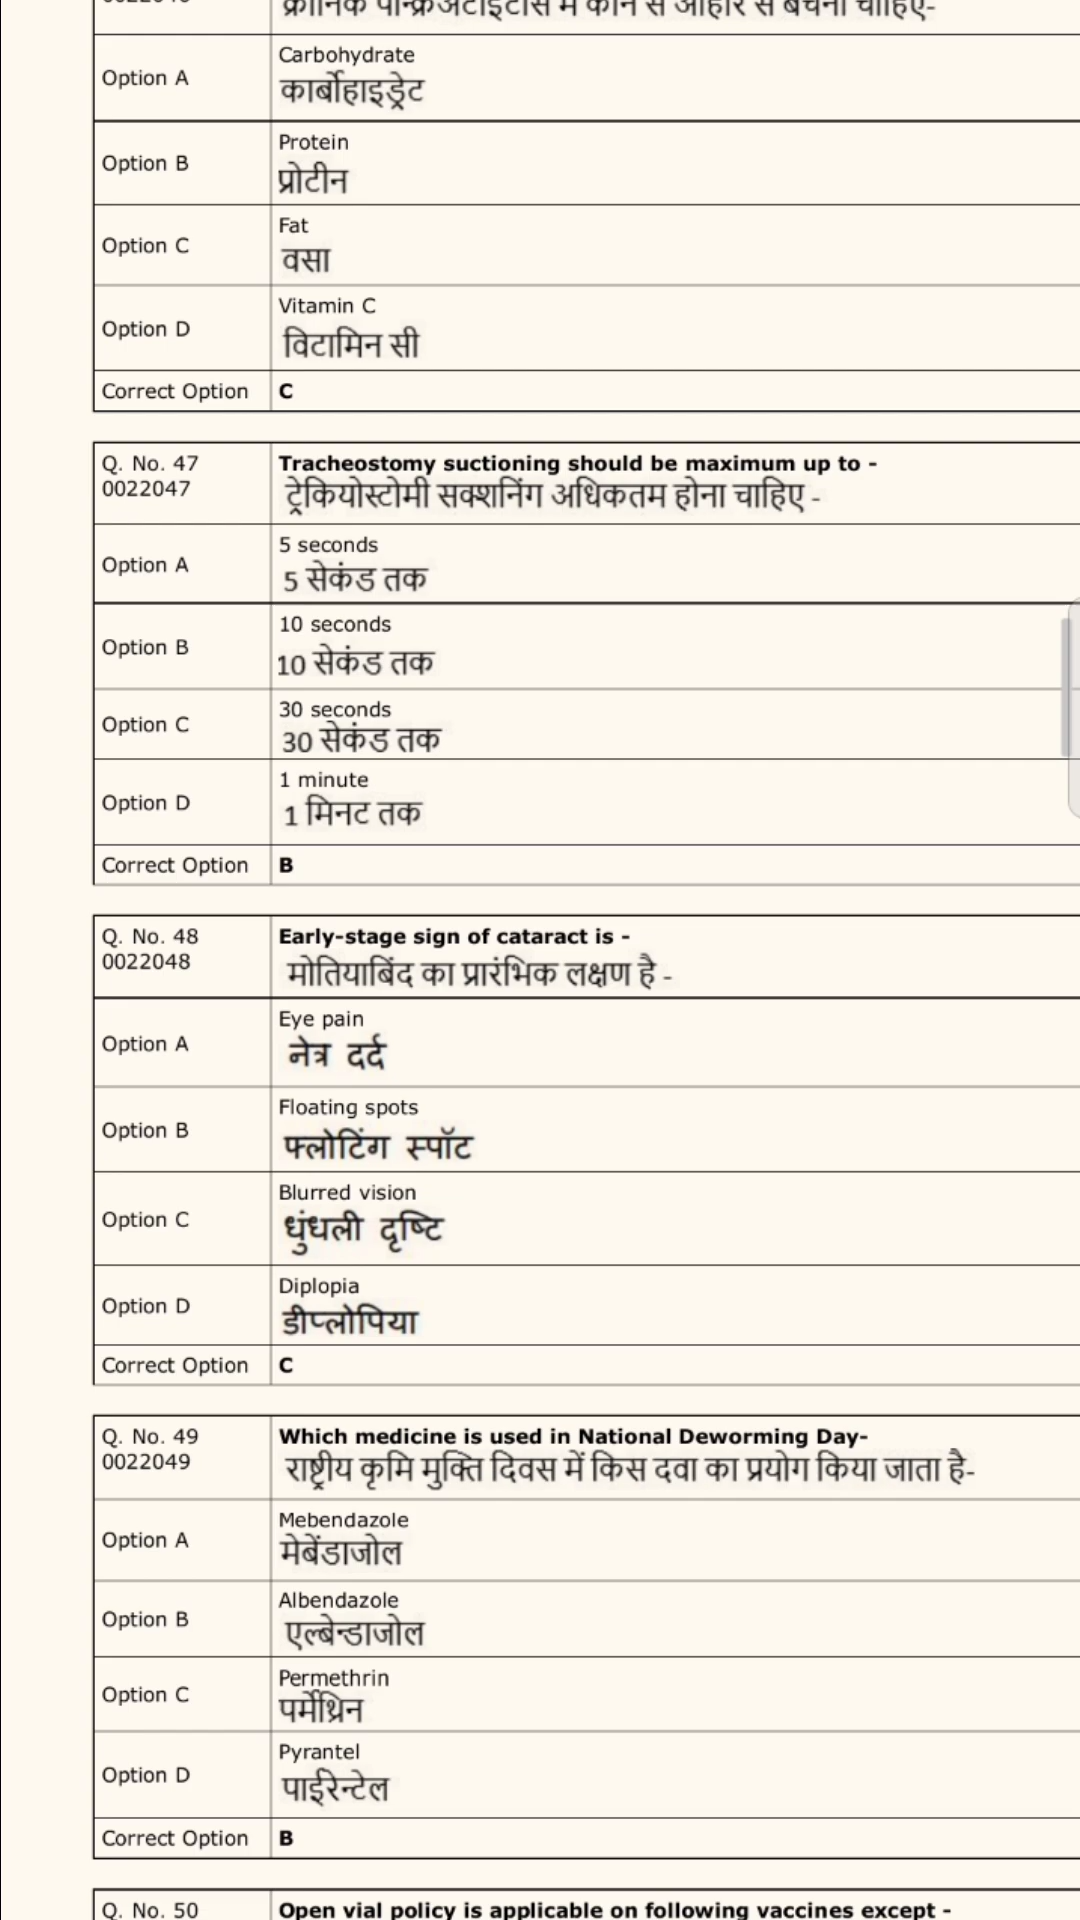 क्रोनिक पैन्क्रिअटाइटिस में कौन से आहार से बचना चाहिए-
Option A
Carbohydrate
कार्बोहाइड्रेट
Option B
Protein
प्रोटीन
Option C
Fat
वसा
Option D
Vitamin C
विटामिन सी
Correct Option
C
Q. No. 47
0022047
Tracheostomy suctioning should be maximum up to -
ट्रेकियोस्टोमी सक्शनिंग अधिकतम होना चाहिए -
Option A
5 seconds
5 सेकंड तक
Option B
10 seconds
10 सेकंड तक
Option C
30 seconds
30 सेकंड तक
Option D
1 minute
1 मिनट तक
Correct Option
B
Q. No. 48
0022048
Early-stage sign of cataract is -
मोतियाबिंद का प्रारंभिक लक्षण है -
Option A
Eye pain
नेत्र दर्द
Option B
Floating spots
फ्लोटिंग स्पॉट
Option C
Blurred vision
धुंधली दृष्टि
Option D
Diplopia
डीप्लोपिया
Correct Option
C
Q. No. 49
0022049
Which medicine is used in National Deworming Day-
राष्ट्रीय कृमि मुक्ति दिवस में किस दवा का प्रयोग किया जाता है-
Option A
Mebendazole
मेबेंडाजोल
Option B
Albendazole
एल्बेन्डाजोल
Option C
Permethrin
पर्मेथ्रिन
Option D
Pyrantel
पाईरेन्टेल
Correct Option
B
Q. No. 50
Open vial policy is applicable on following vaccines except -